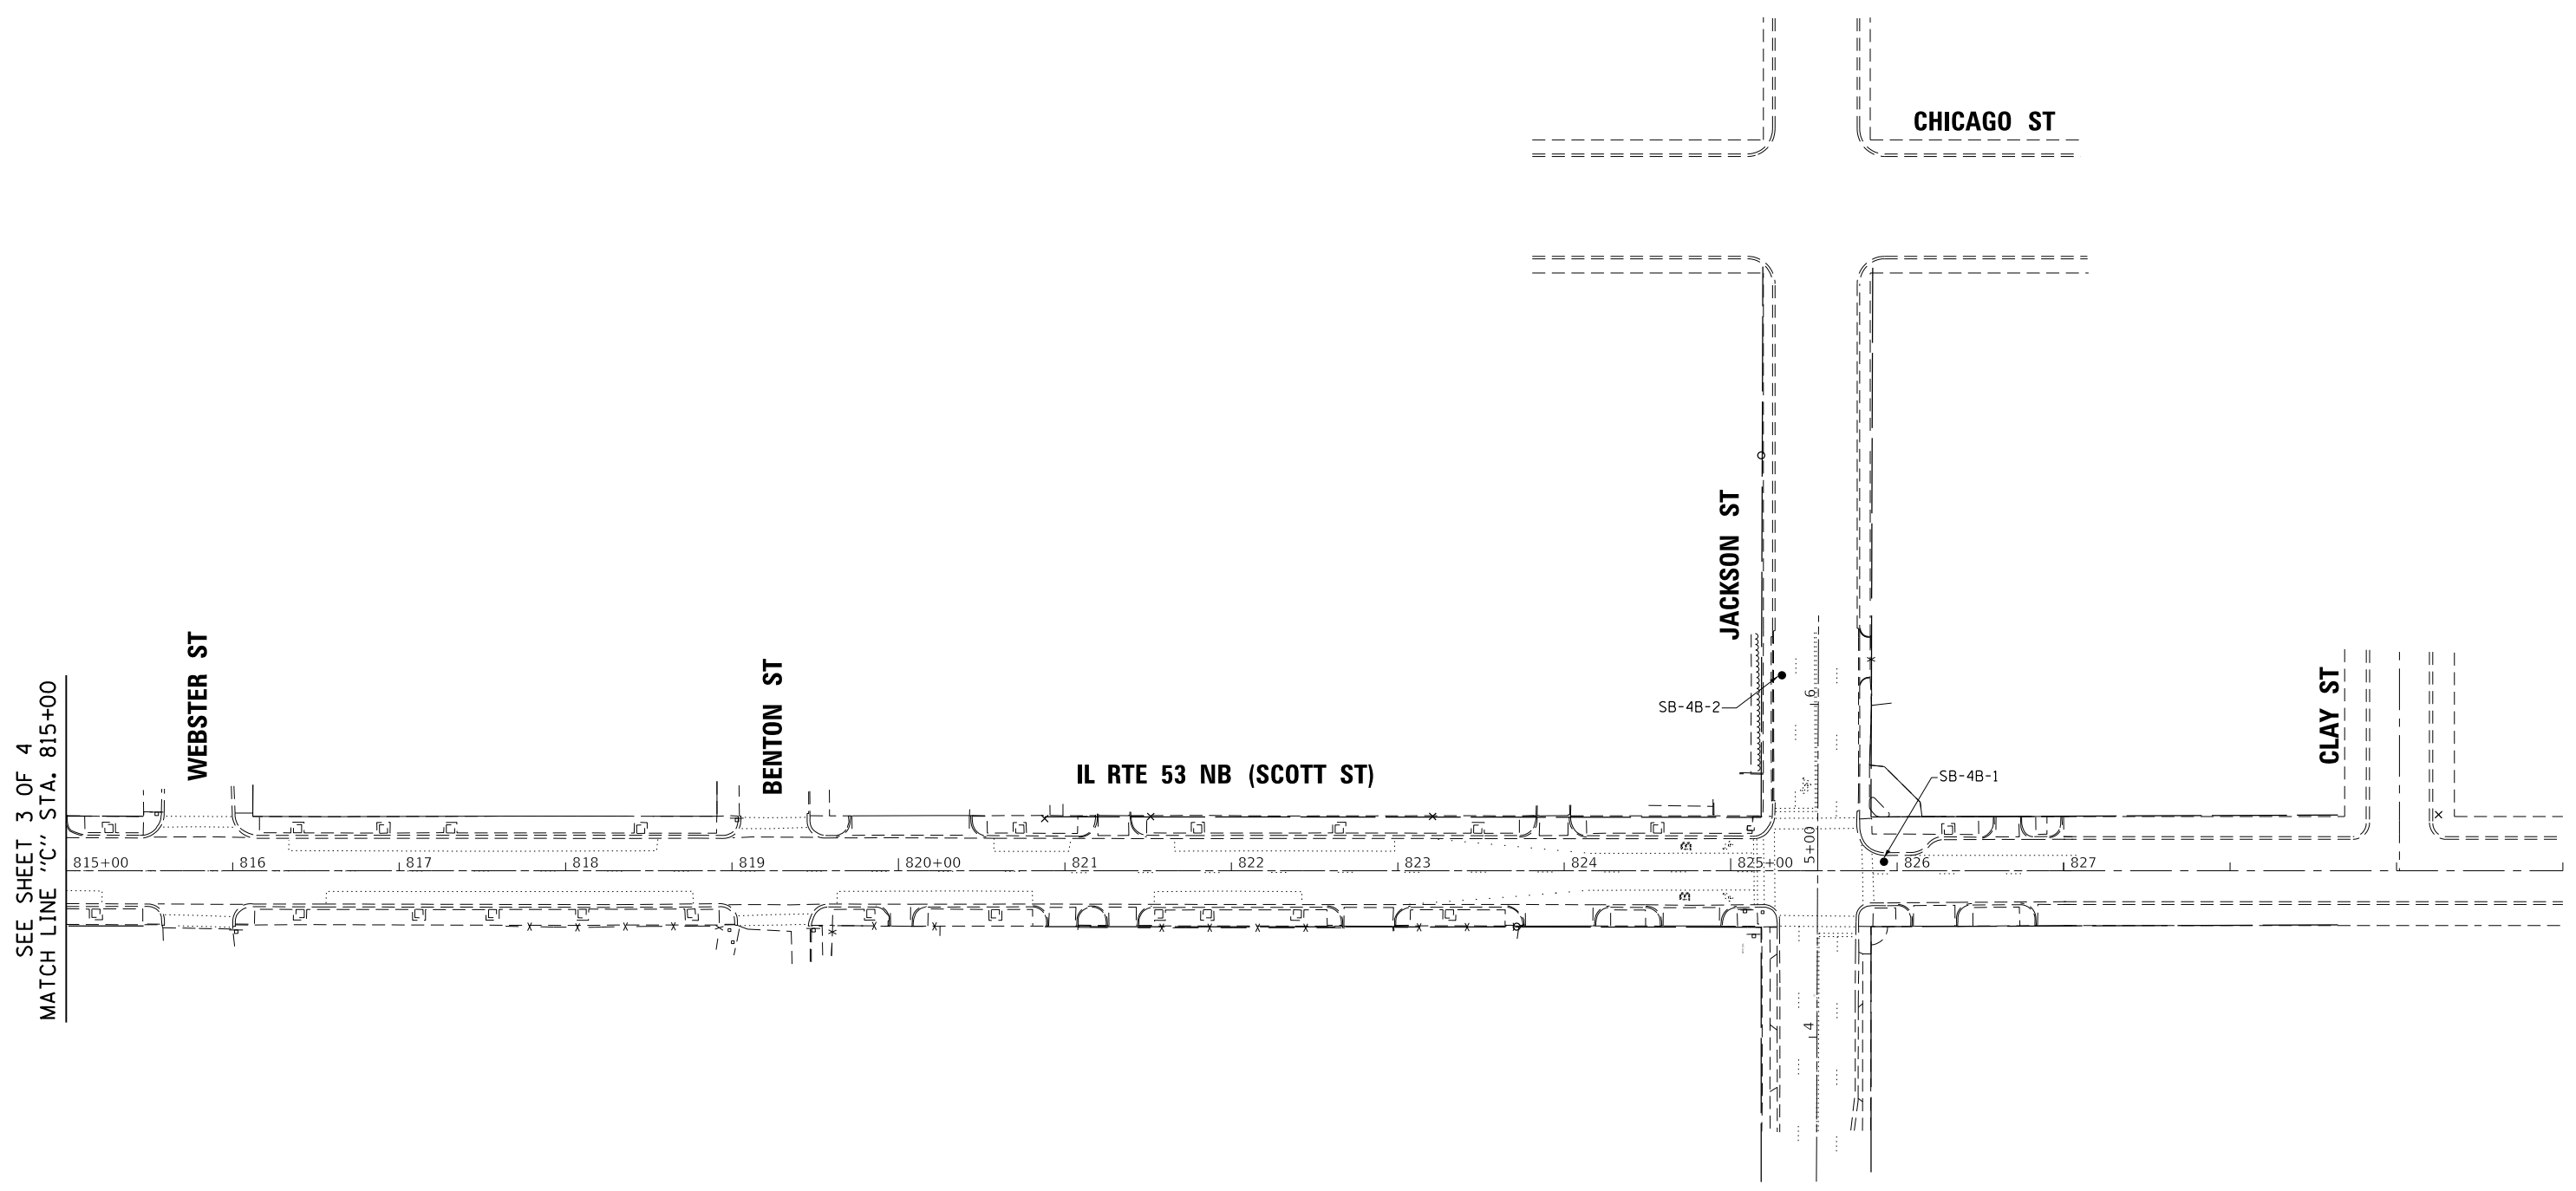 CHICAGO ST
JACKSON ST
WEBSTER ST
BENTON ST
CLAY ST
SB-4B-2
6
IL RTE 53 NB (SCOTT ST)
SB-4B-1
SEE SHEET 3 OF 4
MATCH LINE "C" STA. 815+00
815+00 816 817 818 819 820+00 821 822 823 824 825+00 826 827
5+00
4